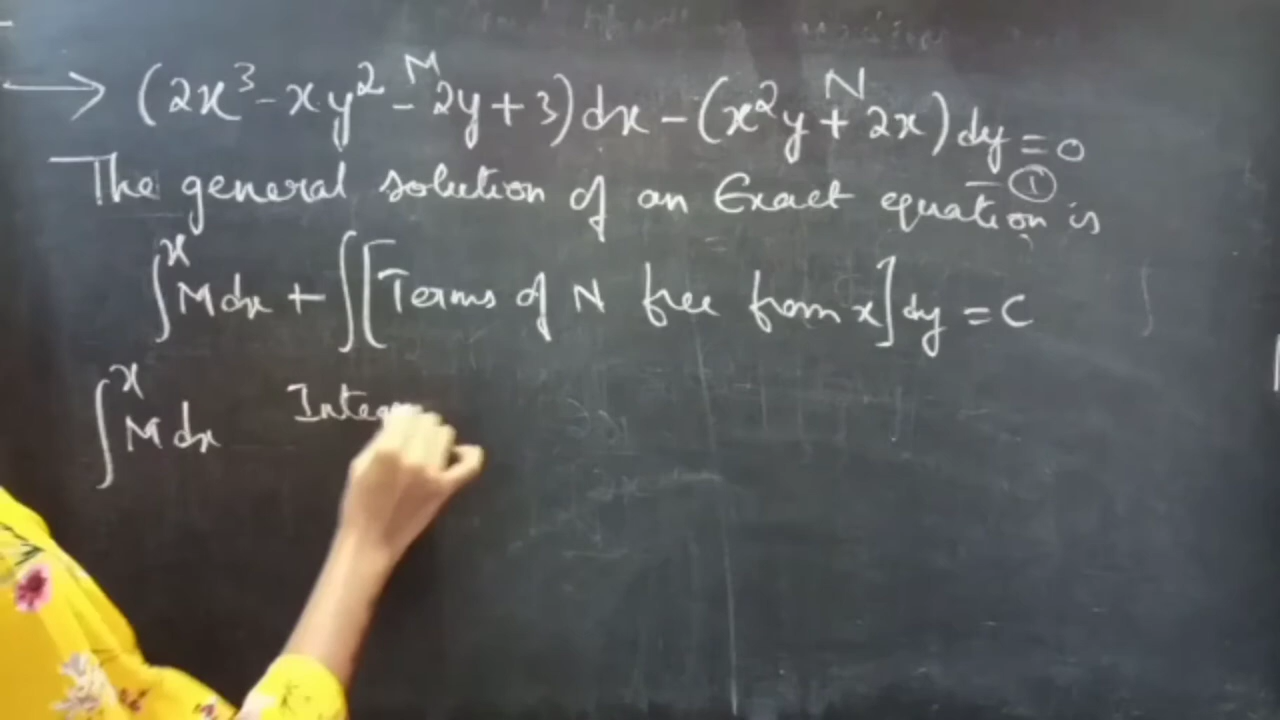 → (2x³ - xy² - 2y + 3) dx - (x²y + 2x) dy = 0
M N
- ①
The general solution of an Exact equation is
∫ˣ M dx + ∫[Terms of N free from x] dy = C
∫ˣ M dx Integ